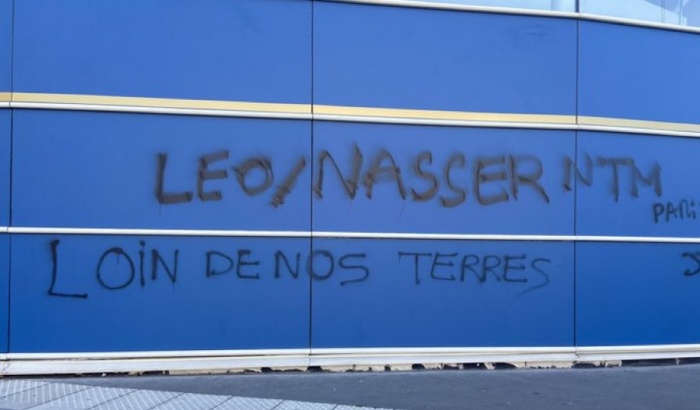 LEO/NASSER NTM
LOIN DE NOS TERRES